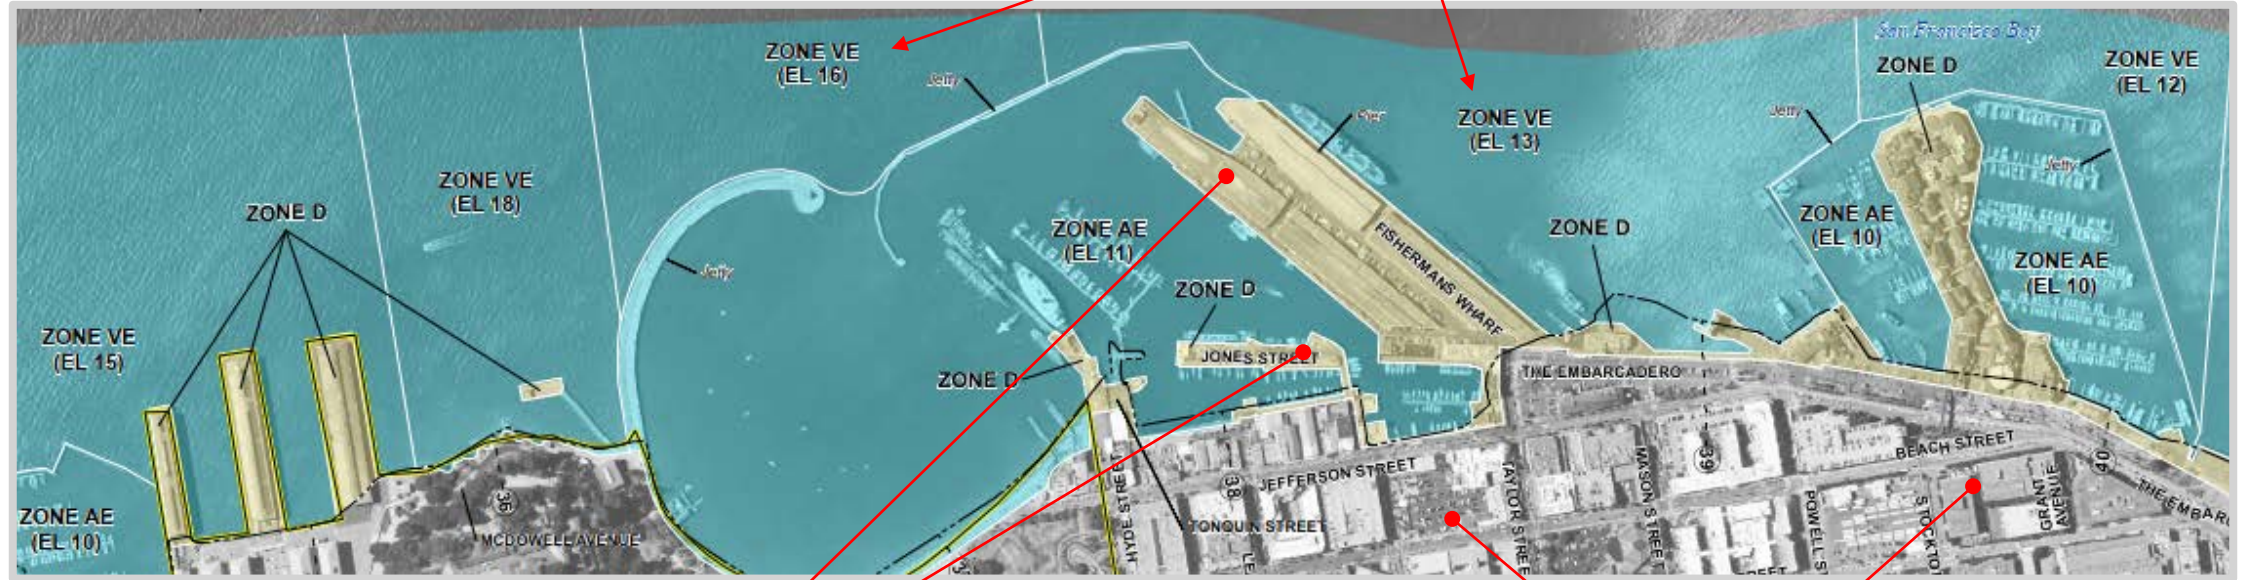 San Francisco Bay
ZONE VE
(EL 16)
Jetty
ZONE VE
(EL 13)
Pier
Jetty
ZONE D
ZONE VE
(EL 12)
Jetty
ZONE VE
(EL 18)
ZONE D
Jetty
ZONE AE
(EL 11)
FISHERMANS WHARF
ZONE D
ZONE AE
(EL 10)
ZONE AE
(EL 10)
ZONE D
ZONE VE
(EL 15)
JONES STREET
ZONE D
THE EMBARCADERO
ZONE AE
(EL 10)
36
MCDOWELL AVENUE
HYDE STREET
TONQUIN STREET
38
JEFFERSON STREET
TAYLOR STREE
MASON STREET
39
BEACH STREET
POWELL S
STOCKTO
GRANT
AVENUE
40
THE EMBAR